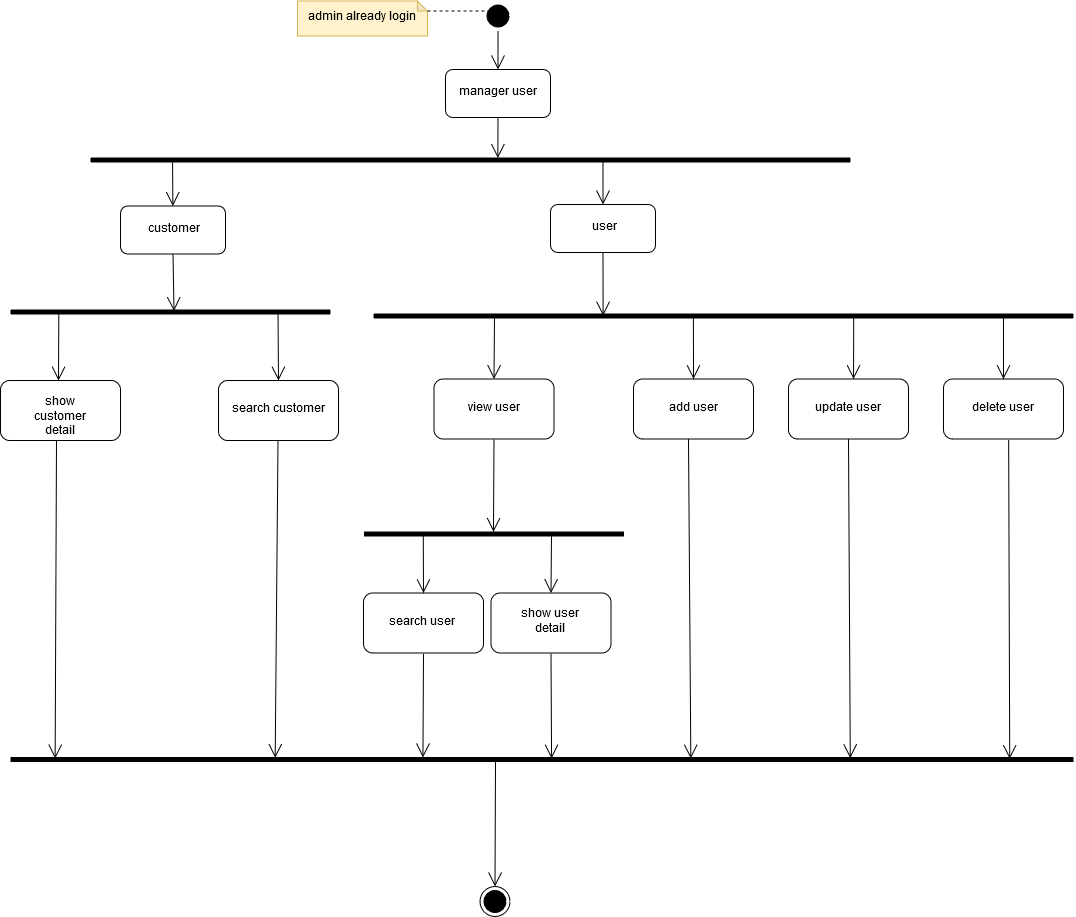 admin already login
manager user
customer
user
show
customer
detail
search customer
view user
add user
update user
delete user
search user
show user
detail